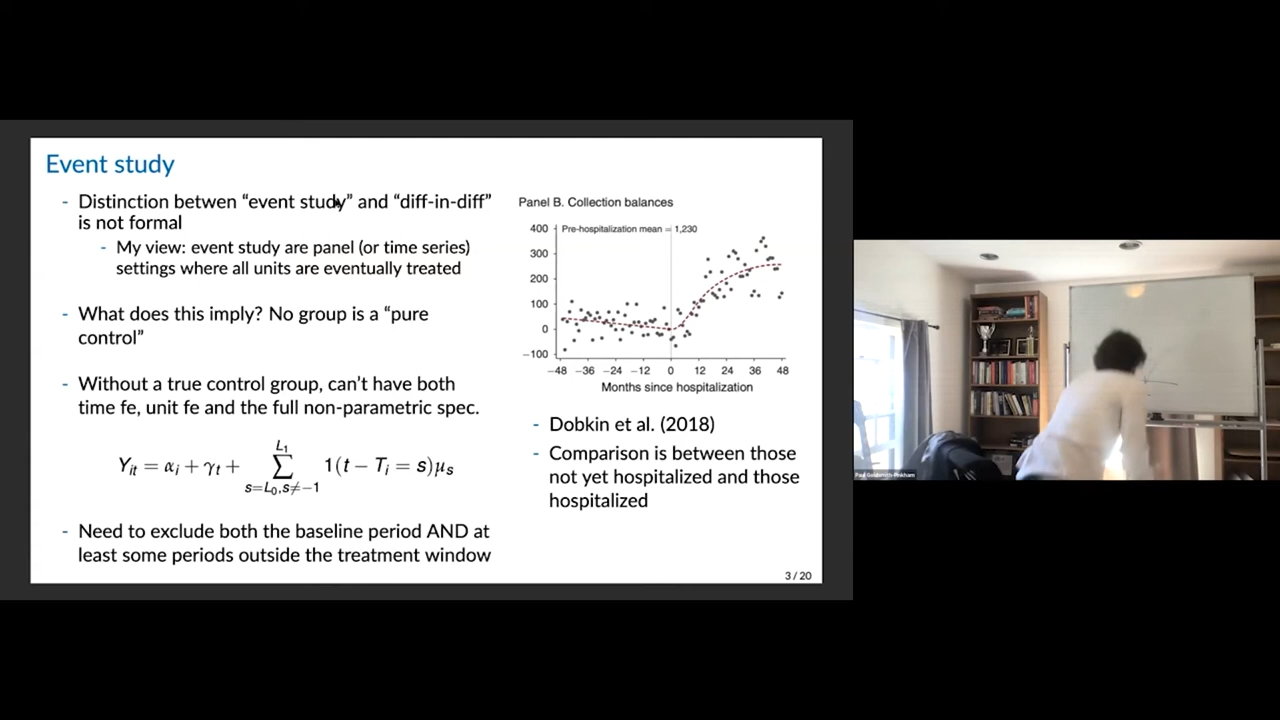 Event study
- Distinction betwen “event study” and “diff-in-diff”
is not formal
- My view: event study are panel (or time series)
settings where all units are eventually treated
- What does this imply? No group is a “pure
control”
- Without a true control group, can’t have both
time fe, unit fe and the full non-parametric spec.
Y_{it} = α_i + γ_t + \sum_{s=L_0,s≠−1}^{L_1} 1(t − T_i = s)μ_s
- Need to exclude both the baseline period AND at
least some periods outside the treatment window
Panel B. Collection balances
Pre-hospitalization mean = 1,230
400
300
200
100
0
−100
−48 −36 −24 −12 0 12 24 36 48
Months since hospitalization
- Dobkin et al. (2018)
- Comparison is between those
not yet hospitalized and those
hospitalized
3 / 20
Paul Goldsmith-Pinkham